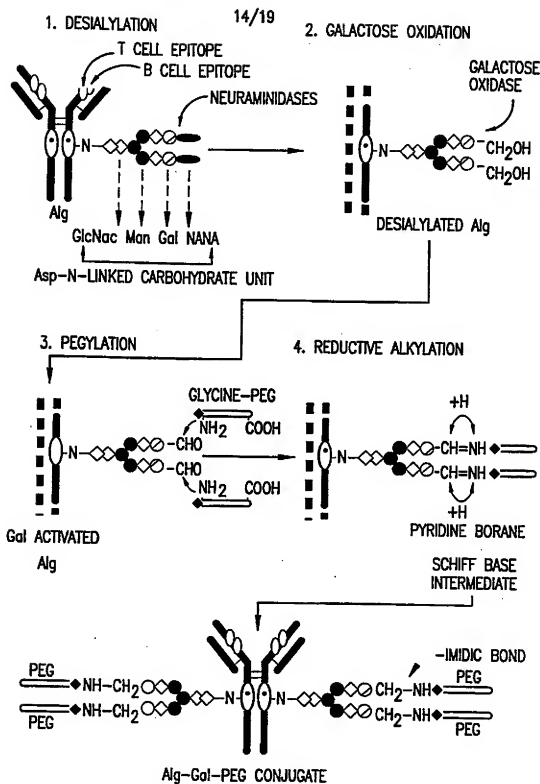 14/19
1. DESIALYLATION
T CELL EPITOPE
B CELL EPITOPE
NEURAMINIDASES
N
Alg
GlcNac Man Gal NANA
Asp-N-LINKED CARBOHYDRATE UNIT
2. GALACTOSE OXIDATION
GALACTOSE
OXIDASE
N
CH2OH
CH2OH
DESIALYLATED Alg
3. PEGYLATION
GLYCINE-PEG
NH2 COOH
N
CHO
CHO
NH2 COOH
Gal ACTIVATED
Alg
4. REDUCTIVE ALKYLATION
+H
N
CH=NH
CH=NH
+H
PYRIDINE BORANE
SCHIFF BASE
INTERMEDIATE
-IMIDIC BOND
PEG
NH-CH2
N
N
CH2-NH
PEG
PEG
NH-CH2
CH2-NH
PEG
Alg-Gal-PEG CONJUGATE